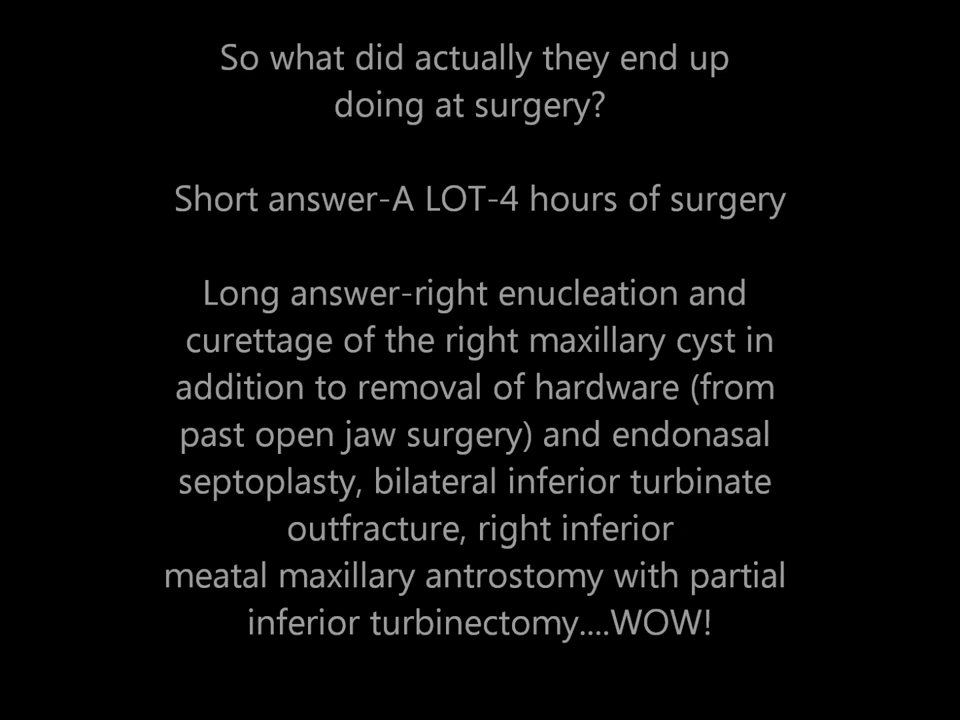 So what did actually they end up
doing at surgery?
Short answer-A LOT-4 hours of surgery
Long answer-right enucleation and
curettage of the right maxillary cyst in
addition to removal of hardware (from
past open jaw surgery) and endonasal
septoplasty, bilateral inferior turbinate
outfracture, right inferior
meatal maxillary antrostomy with partial
inferior turbinectomy....WOW!